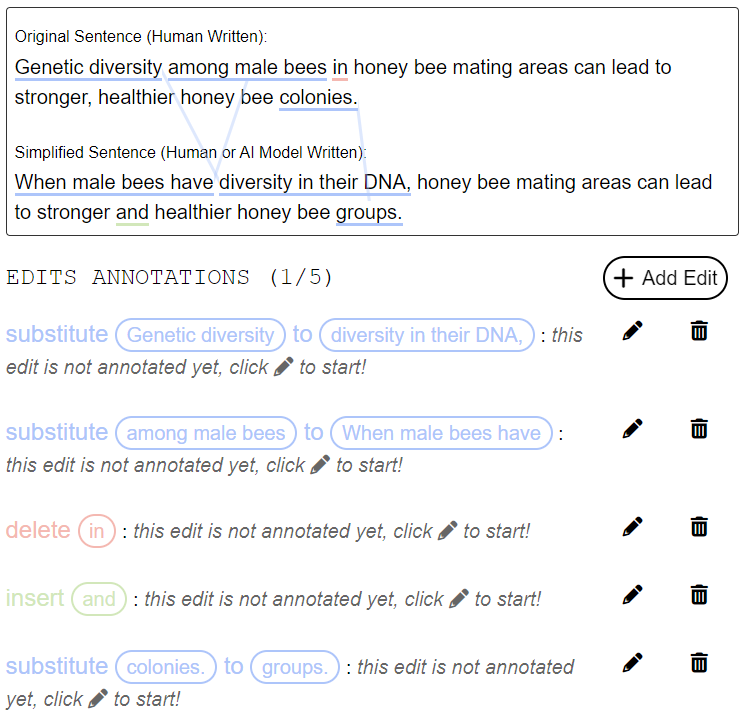 Original Sentence (Human Written):
Genetic diversity among male bees in honey bee mating areas can lead to
stronger, healthier honey bee colonies.
Simplified Sentence (Human or AI Model Written):
When male bees have diversity in their DNA, honey bee mating areas can lead
to stronger and healthier honey bee groups.
EDITS ANNOTATIONS (1/5)
Add Edit
substitute Genetic diversity to diversity in their DNA, : this
edit is not annotated yet, click to start!
substitute among male bees to When male bees have :
this edit is not annotated yet, click to start!
delete in : this edit is not annotated yet, click to start!
insert and : this edit is not annotated yet, click to start!
substitute colonies. to groups. : this edit is not annotated
yet, click to start!